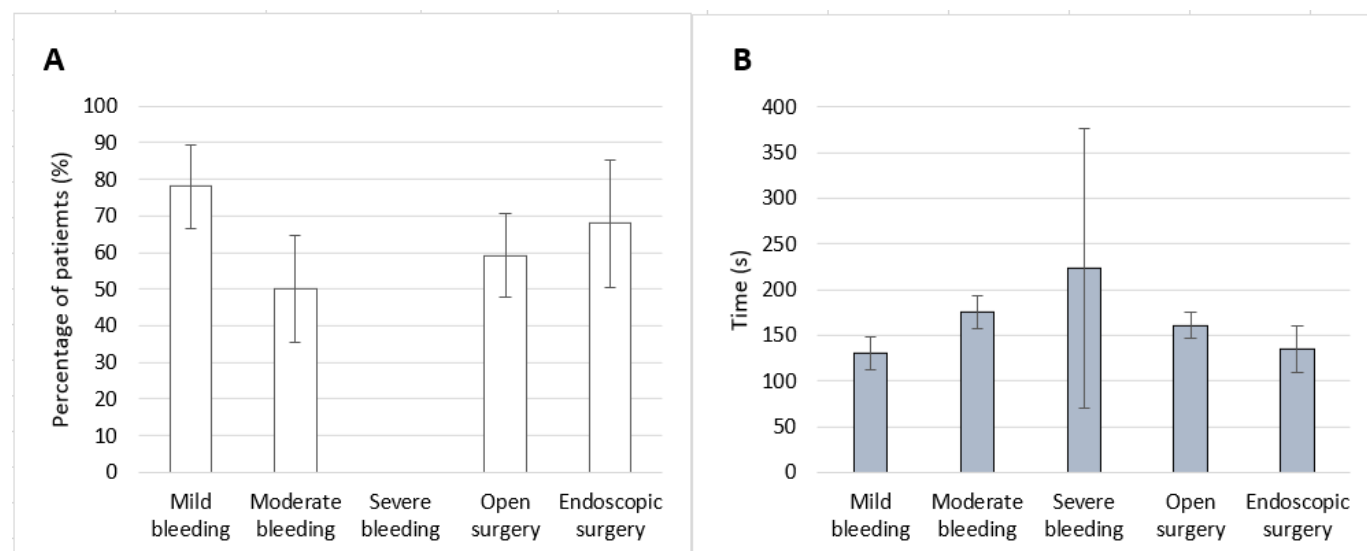 A
Percentage of patiemts (%)
100
90
80
70
60
50
40
30
20
10
0
Mild
bleeding
Moderate
bleeding
Severe
bleeding
Open
surgery
Endoscopic
surgery
B
Time (s)
400
350
300
250
200
150
100
50
0
Mild
bleeding
Moderate
bleeding
Severe
bleeding
Open
surgery
Endoscopic
surgery